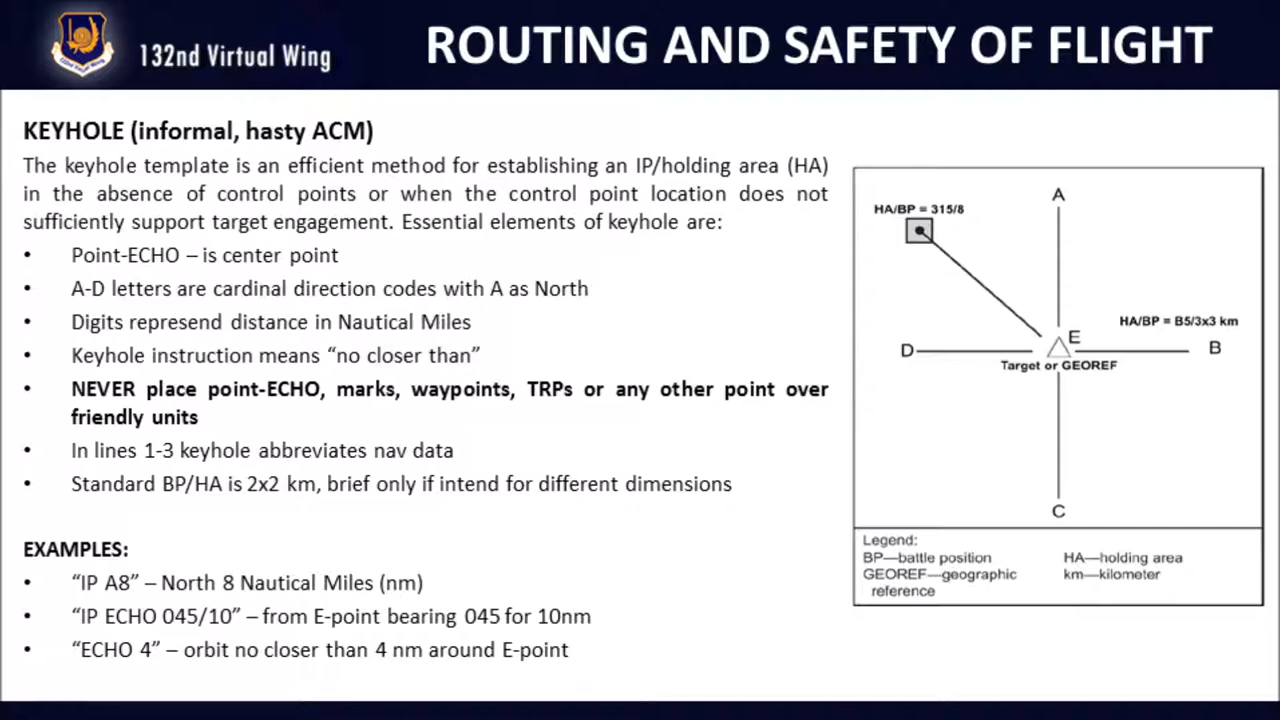 132nd Virtual Wing
ROUTING AND SAFETY OF FLIGHT
KEYHOLE (informal, hasty ACM)
The keyhole template is an efficient method for establishing an IP/holding area (HA)
in the absence of control points or when the control point location does not
sufficiently support target engagement. Essential elements of keyhole are:
• Point-ECHO – is center point
• A-D letters are cardinal direction codes with A as North
• Digits represend distance in Nautical Miles
• Keyhole instruction means “no closer than”
• NEVER place point-ECHO, marks, waypoints, TRPs or any other point over
friendly units
• In lines 1-3 keyhole abbreviates nav data
• Standard BP/HA is 2x2 km, brief only if intend for different dimensions
EXAMPLES:
• “IP A8” – North 8 Nautical Miles (nm)
• “IP ECHO 045/10” – from E-point bearing 045 for 10nm
• “ECHO 4” – orbit no closer than 4 nm around E-point
A
HA/BP = 315/8
HA/BP = B5/3x3 km
E
D
B
Target or GEOREF
C
Legend:
BP—battle position
HA—holding area
GEOREF—geographic
km—kilometer
reference